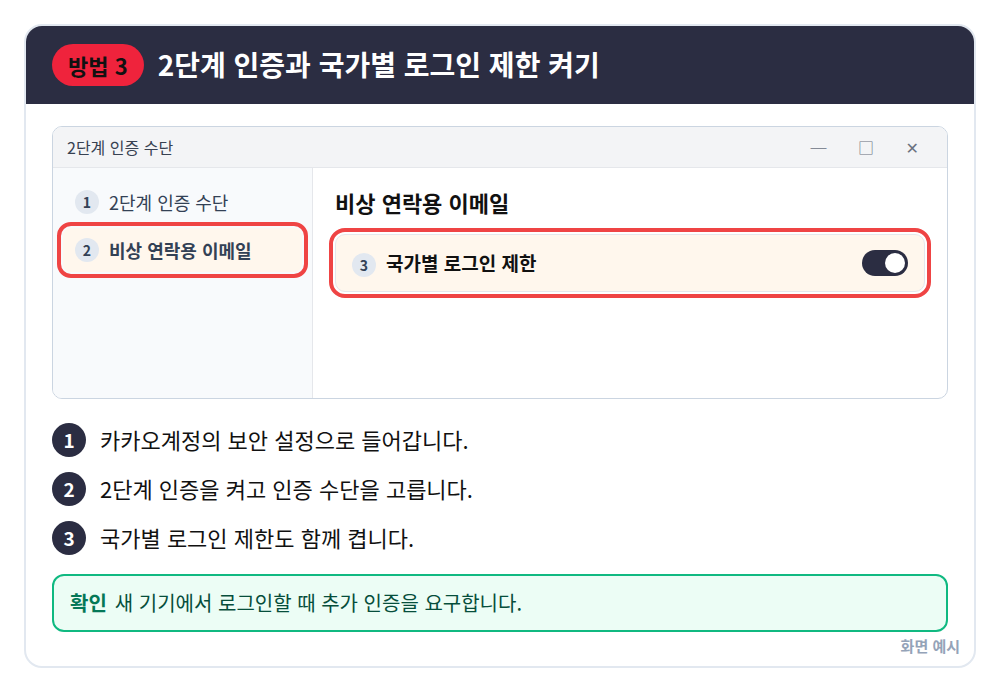 방법 3 2단계 인증과 국가별 로그인 제한 켜기
2단계 인증 수단
1 2단계 인증 수단
2 비상 연락용 이메일
비상 연락용 이메일
3 국가별 로그인 제한
1 카카오계정의 보안 설정으로 들어갑니다.
2 2단계 인증을 켜고 인증 수단을 고릅니다.
3 국가별 로그인 제한도 함께 켭니다.
확인 새 기기에서 로그인할 때 추가 인증을 요구합니다.
화면 예시